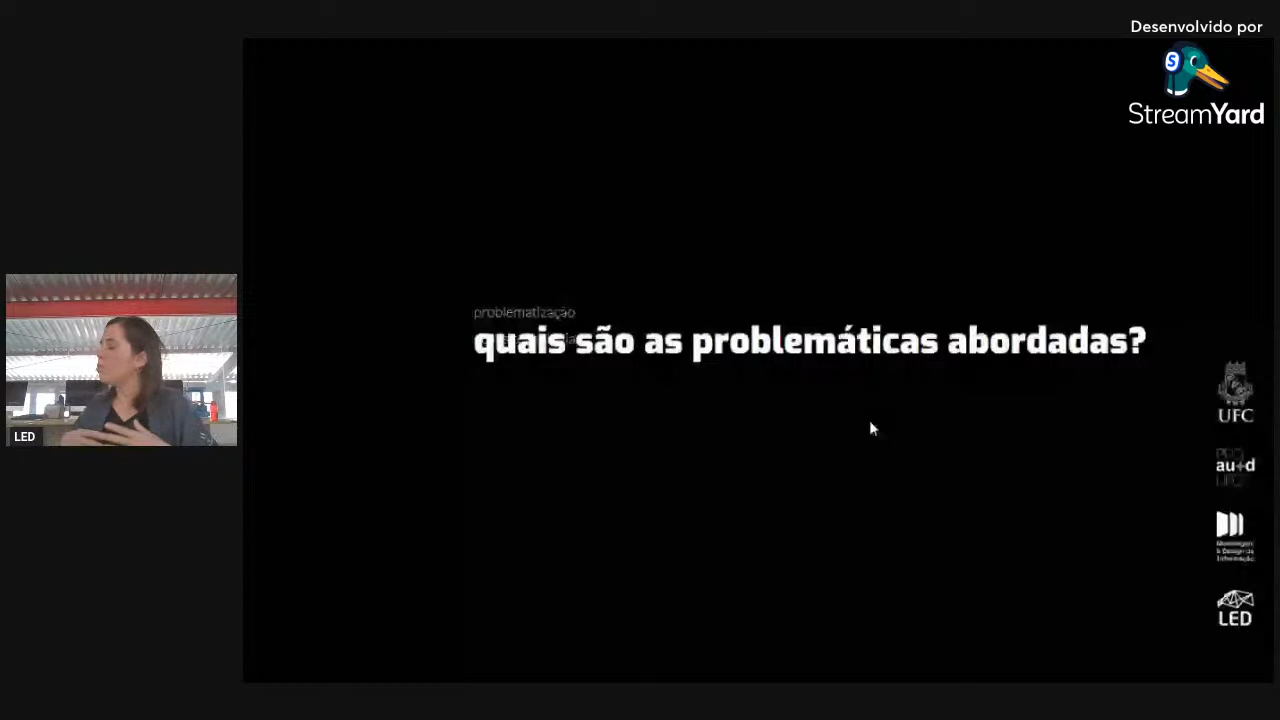 Desenvolvido por
StreamYard
problematização
quais são as problemáticas abordadas?
UFC
au+d
LED
LED